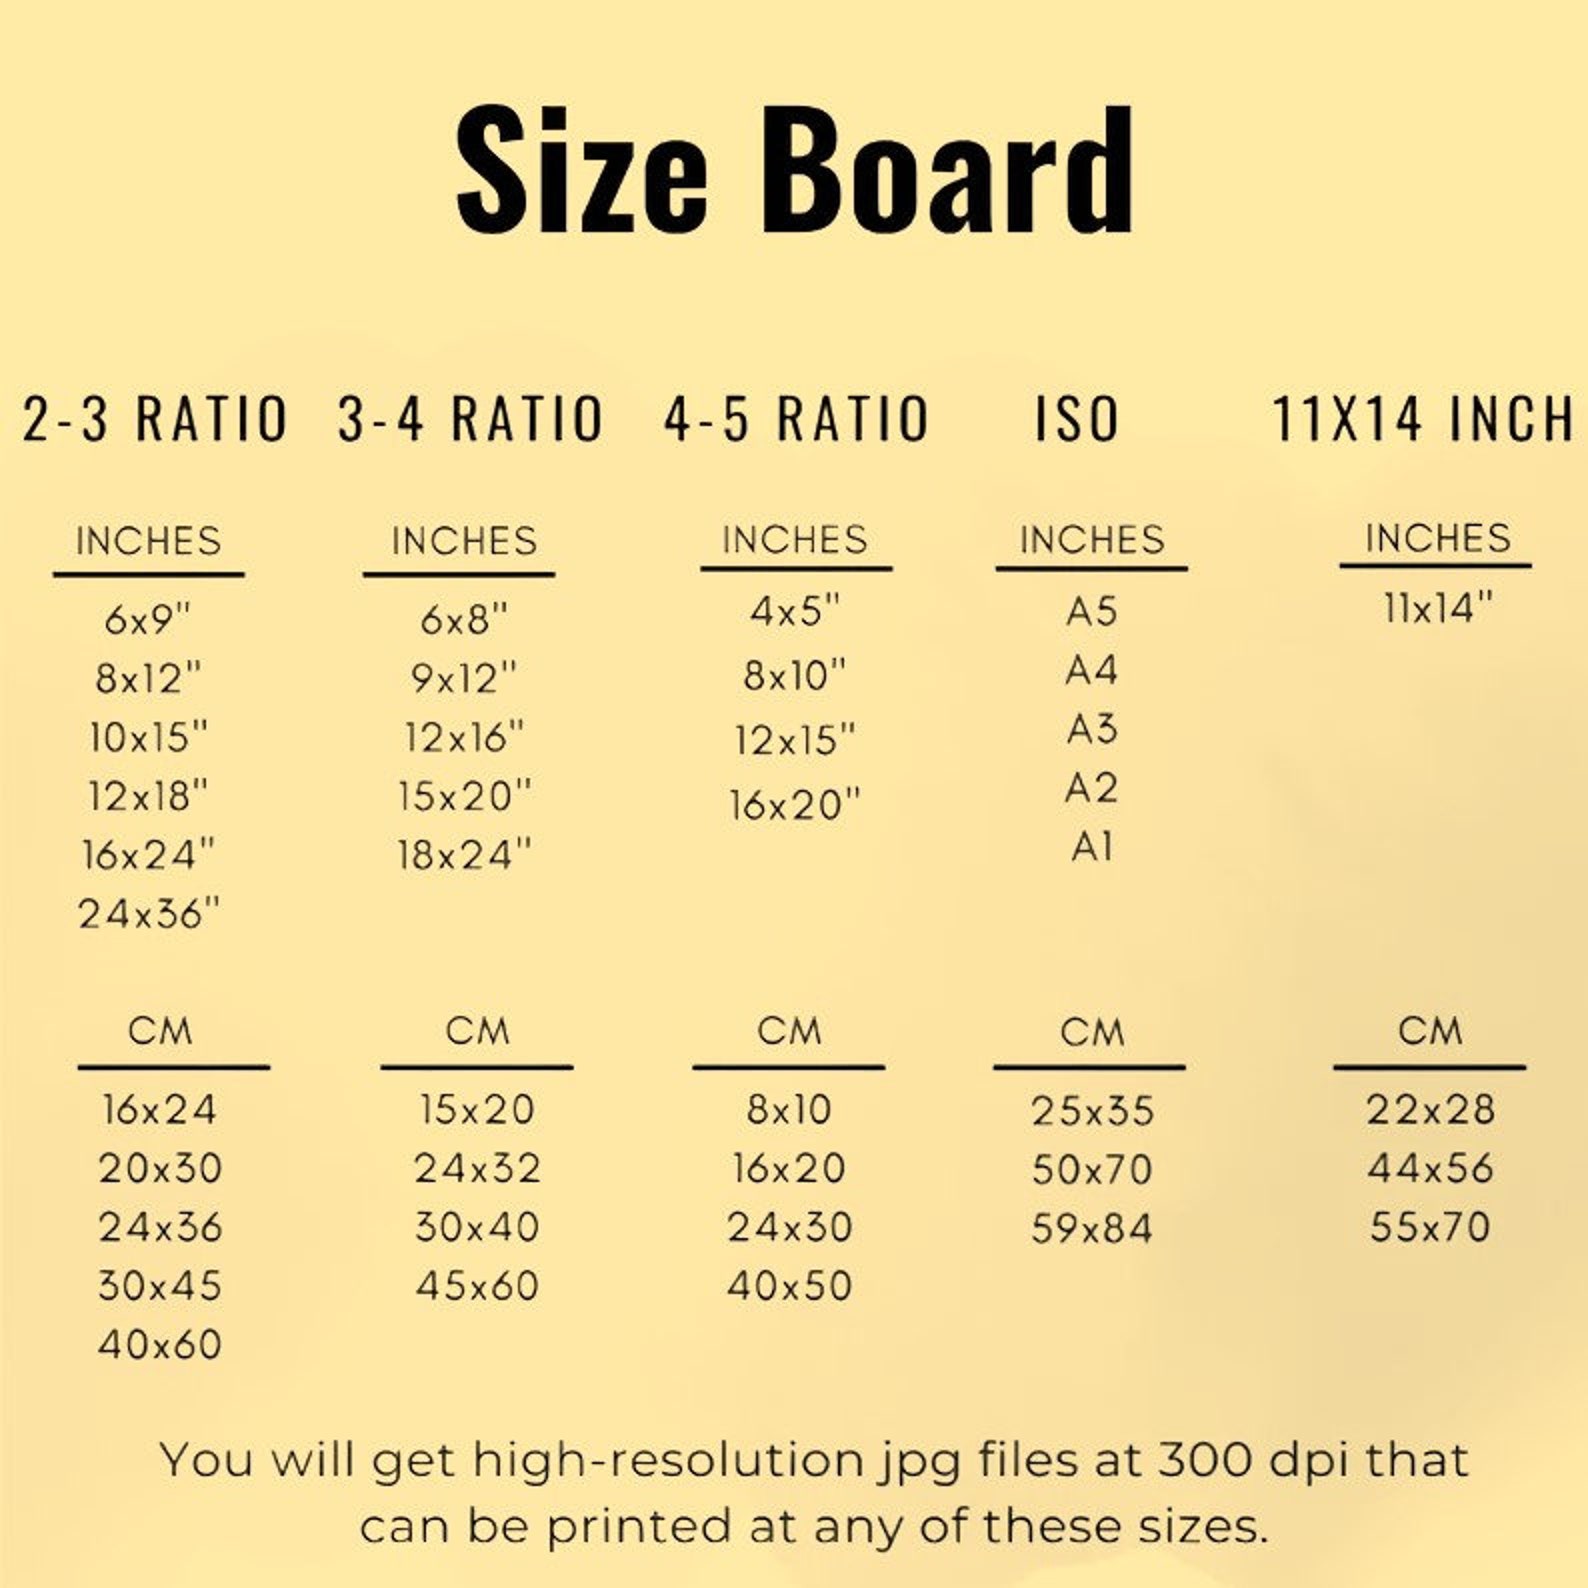 Size Board
2-3 RATIO
3-4 RATIO
4-5 RATIO
ISO
11X14 INCH
INCHES
6x9"
8x12"
10x15"
12x18"
16x24"
24x36"
INCHES
6x8"
9x12"
12x16"
15x20"
18x24"
INCHES
4x5"
8x10"
12x15"
16x20"
INCHES
A5
A4
A3
A2
A1
INCHES
11x14"
CM
16x24
20x30
24x36
30x45
40x60
CM
15x20
24x32
30x40
45x60
CM
8x10
16x20
24x30
40x50
CM
25x35
50x70
59x84
CM
22x28
44x56
55x70
You will get high-resolution jpg files at 300 dpi that
can be printed at any of these sizes.